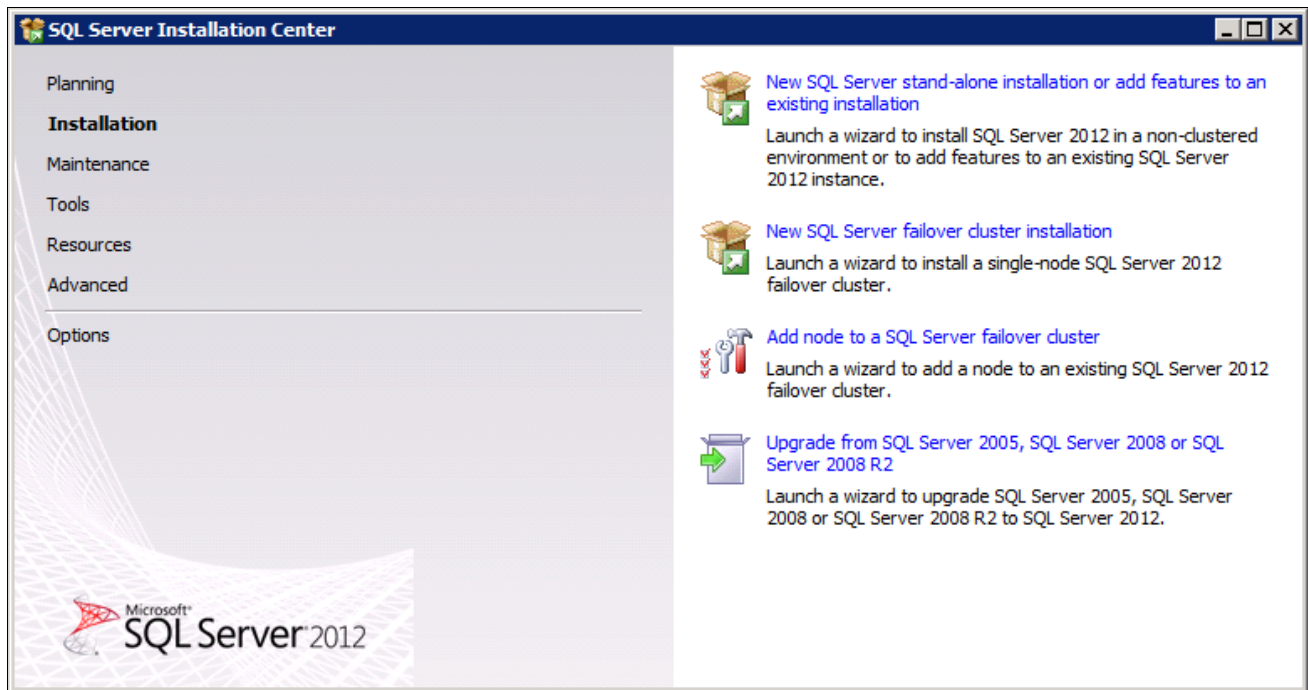 SQL Server Installation Center
Planning
Installation
Maintenance
Tools
Resources
Advanced
Options
Microsoft®
SQL Server® 2012
New SQL Server stand-alone installation or add features to an
existing installation
Launch a wizard to install SQL Server 2012 in a non-clustered
environment or to add features to an existing SQL Server
2012 instance.
New SQL Server failover cluster installation
Launch a wizard to install a single-node SQL Server 2012
failover cluster.
Add node to a SQL Server failover cluster
Launch a wizard to add a node to an existing SQL Server 2012
failover cluster.
Upgrade from SQL Server 2005, SQL Server 2008 or SQL
Server 2008 R2
Launch a wizard to upgrade SQL Server 2005, SQL Server
2008 or SQL Server 2008 R2 to SQL Server 2012.